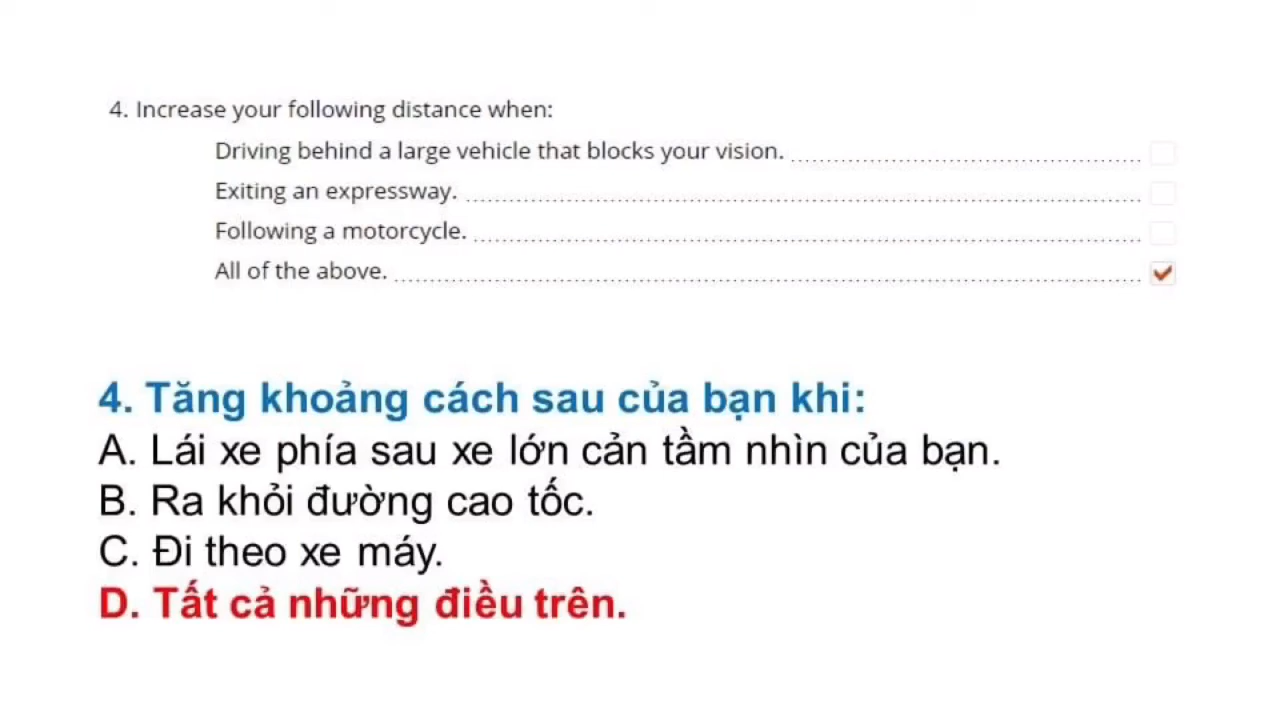 4. Increase your following distance when:
Driving behind a large vehicle that blocks your vision.
Exiting an expressway.
Following a motorcycle.
All of the above.
4. Tăng khoảng cách sau của bạn khi:
A. Lái xe phía sau xe lớn cản tầm nhìn của bạn.
B. Ra khỏi đường cao tốc.
C. Đi theo xe máy.
D. Tất cả những điều trên.